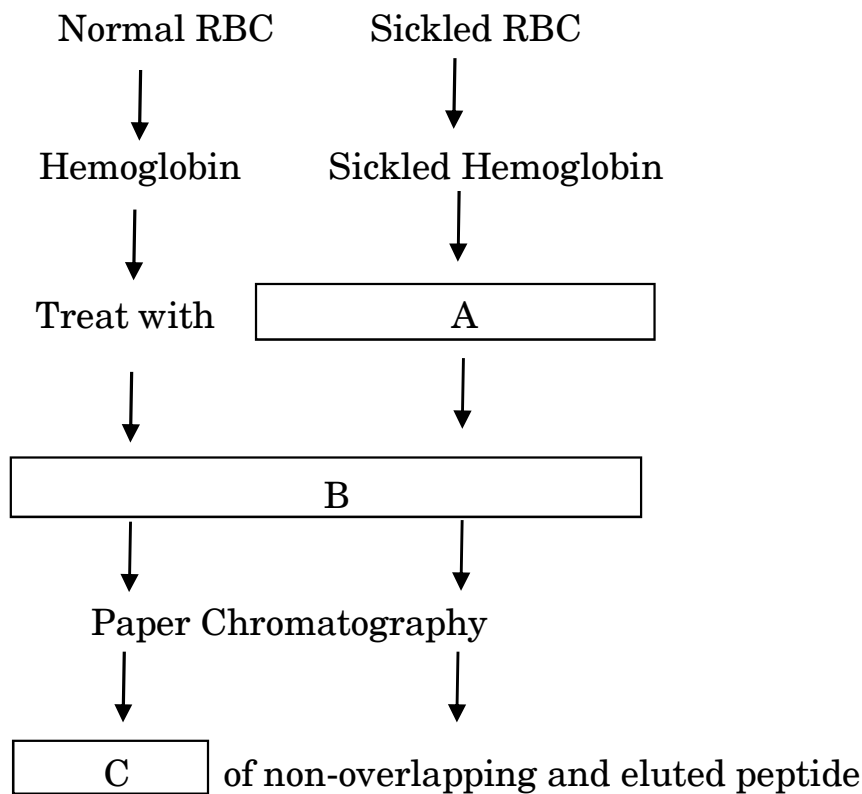 Normal RBC Sickled RBC
Hemoglobin Sickled Hemoglobin
Treat with A
B
Paper Chromatography
C of non-overlapping and eluted peptide